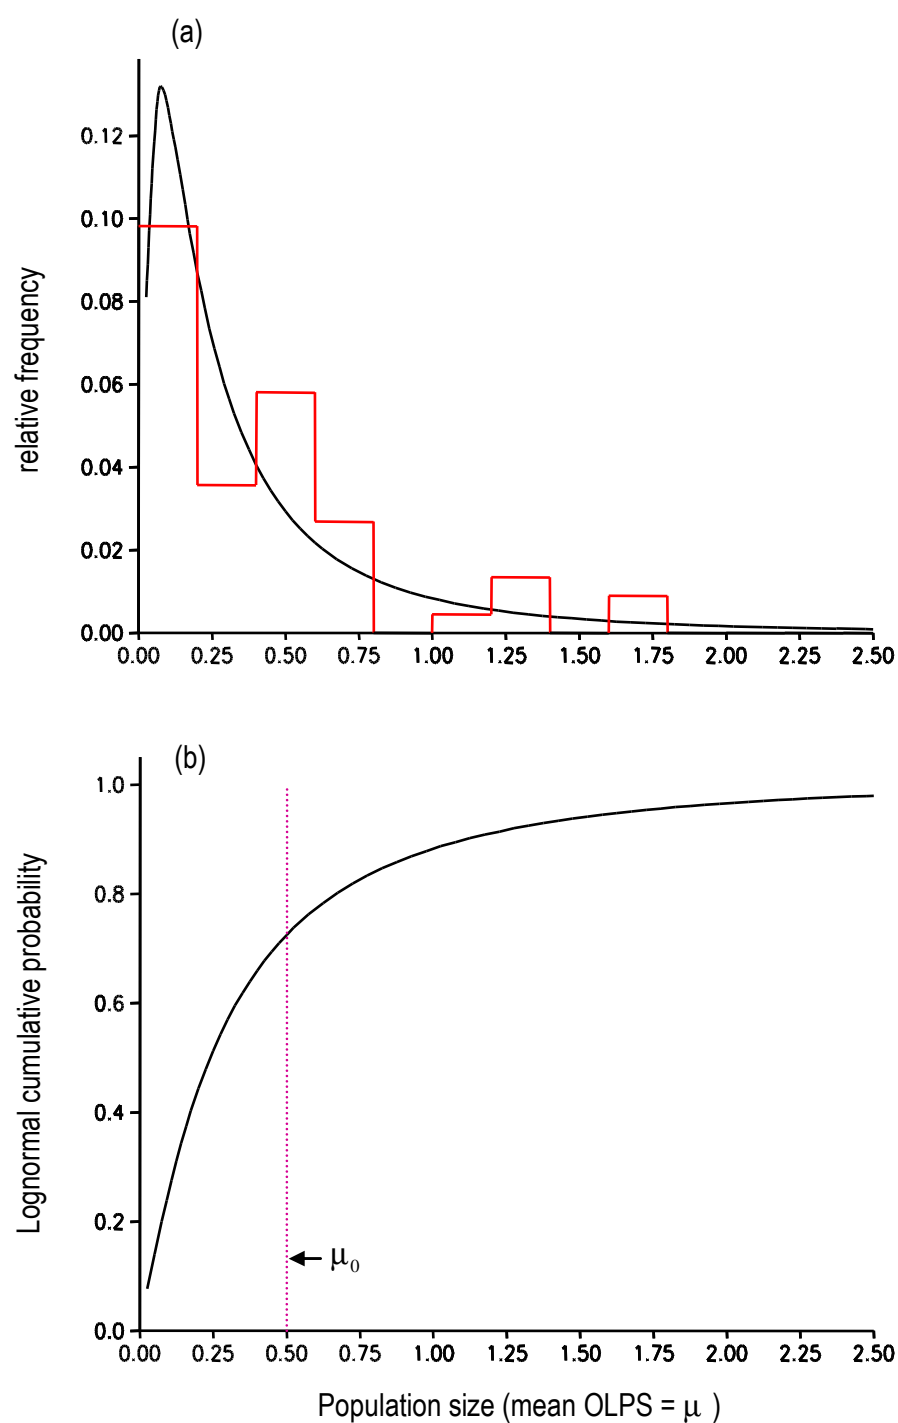 (a)
relative frequency
0.12
0.10
0.08
0.06
0.04
0.02
0.00
0.00 0.25 0.50 0.75 1.00 1.25 1.50 1.75 2.00 2.25 2.50
(b)
Lognormal cumulative probability
1.0
0.8
0.6
0.4
0.2
0.0
μ₀
0.00 0.25 0.50 0.75 1.00 1.25 1.50 1.75 2.00 2.25 2.50
Population size (mean OLPS = μ )